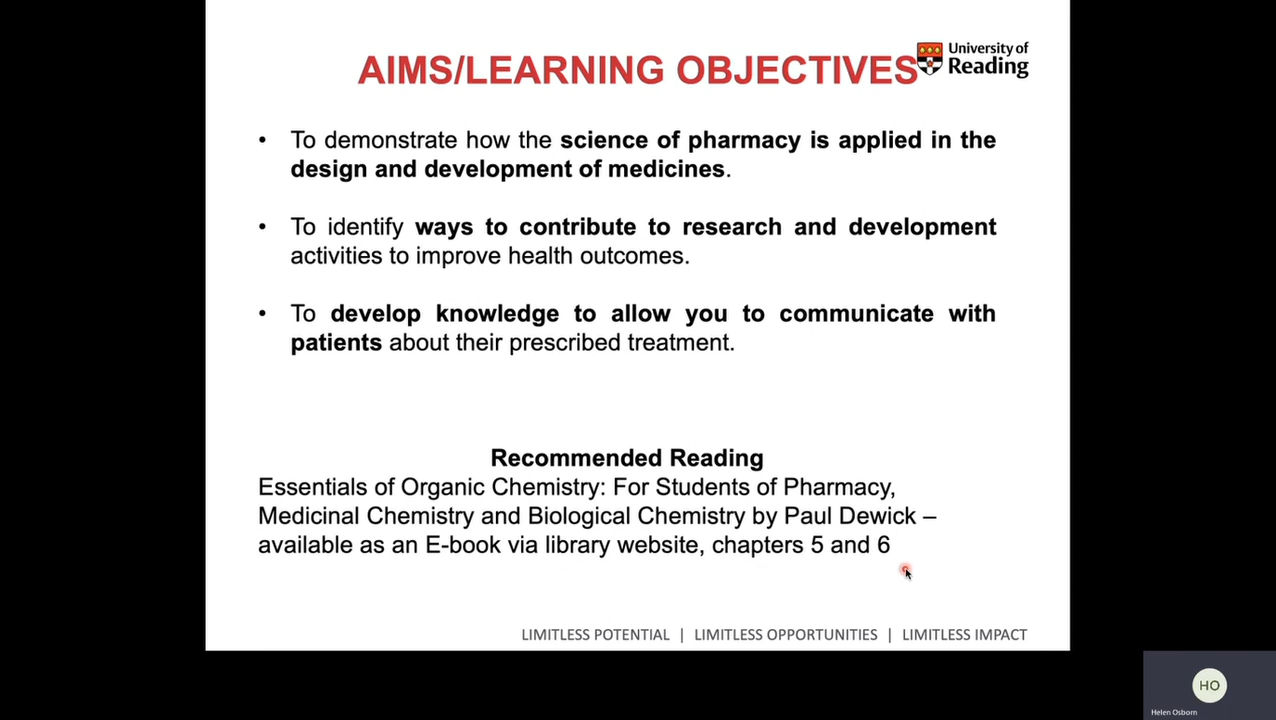 AIMS/LEARNING OBJECTIVES
University of
Reading
• To demonstrate how the science of pharmacy is applied in the
design and development of medicines.
• To identify ways to contribute to research and development
activities to improve health outcomes.
• To develop knowledge to allow you to communicate with
patients about their prescribed treatment.
Recommended Reading
Essentials of Organic Chemistry: For Students of Pharmacy,
Medicinal Chemistry and Biological Chemistry by Paul Dewick –
available as an E-book via library website, chapters 5 and 6
LIMITLESS POTENTIAL | LIMITLESS OPPORTUNITIES | LIMITLESS IMPACT
HO
Helen Osborn